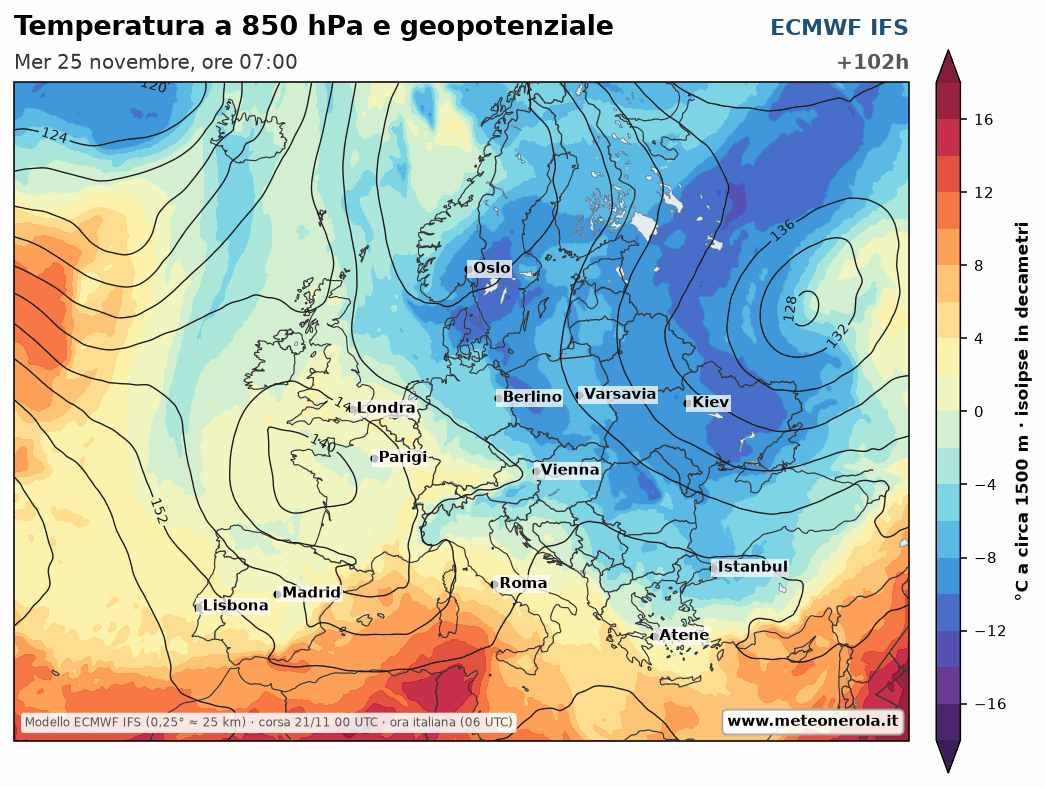 Temperatura a 850 hPa e geopotenziale
ECMWF IFS
Mer 25 novembre, ore 07:00
+102h
120
124
136
128
132
140
152
Oslo
Berlino
Varsavia
Kiev
Londra
Parigi
Vienna
Istanbul
Roma
Madrid
Lisbona
Atene
16
12
8
4
0
−4
−8
−12
−16
°C a circa 1500 m · isoipse in decametri
Modello ECMWF IFS (0,25° ≈ 25 km) · corsa 21/11 00 UTC · ora italiana (06 UTC)
www.meteonerola.it